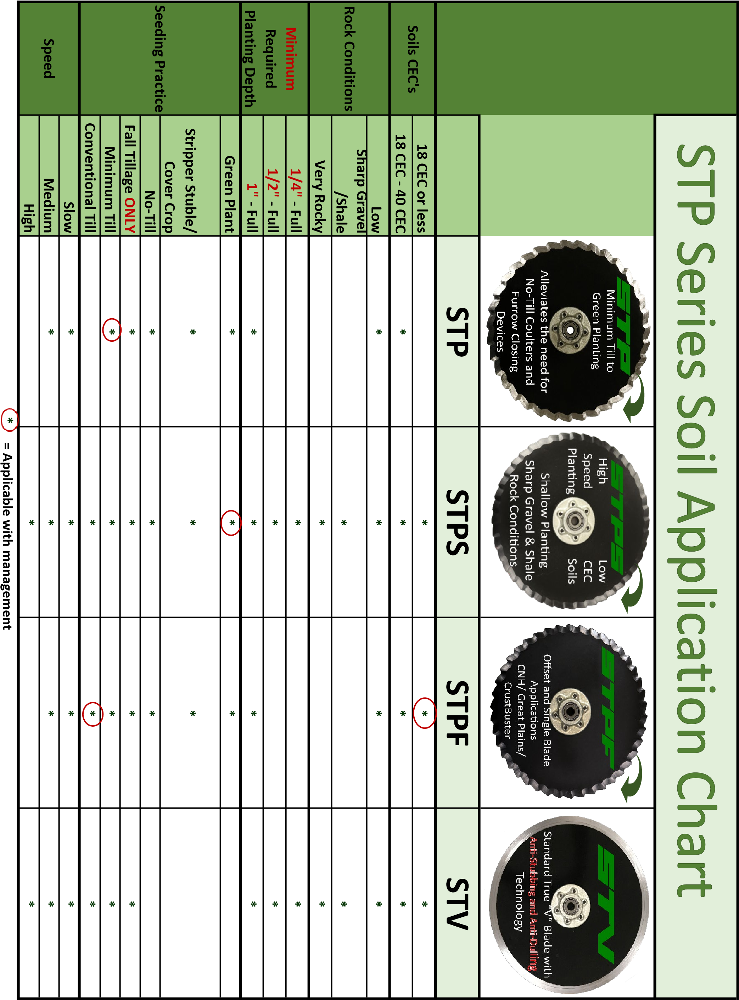 STP Series Soil Application Chart
STP
Minimum Till to
Green Planting
Alleviates the need for
No-Till Coulters and
Furrow Closing
Devices
STPS
High
Speed
Planting
Low
CEC
Soils
Shallow Planting
Sharp Gravel & Shale
Rock Conditions
STPF
Offset and Single Blade
Applications
CNH/ Great Plains/
CrustBuster
STV
Standard True "V" Blade with
Anti-Stubbing and Anti-Dulling
Technology
STP STPS STPF STV
Soils CEC's
18 CEC or less * * *
18 CEC - 40 CEC * * * *
Rock Conditions
Low * * * *
Sharp Gravel
/Shale * *
Very Rocky * *
Minimum
Required
Planting Depth
1/4" - Full * *
1/2" - Full * *
1" - Full * * * *
Seeding Practice
Green Plant * * *
Stripper Stuble/
Cover Crop * * *
No-Till * * *
Fall Tillage ONLY * * * *
Minimum Till * * * *
Conventional Till * * *
Speed
Slow * * * *
Medium * * * *
High * *
* = Applicable with management